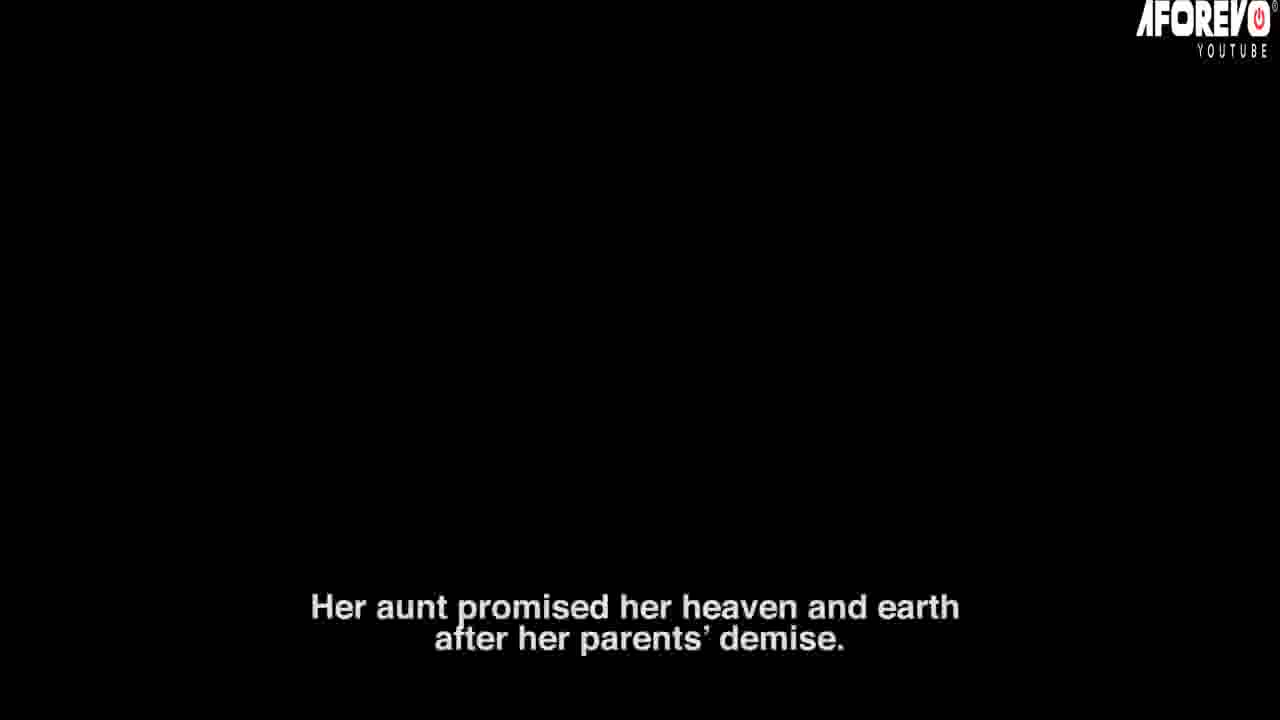 AFOREVO
YOUTUBE
Her aunt promised her heaven and earth
after her parents’ demise.